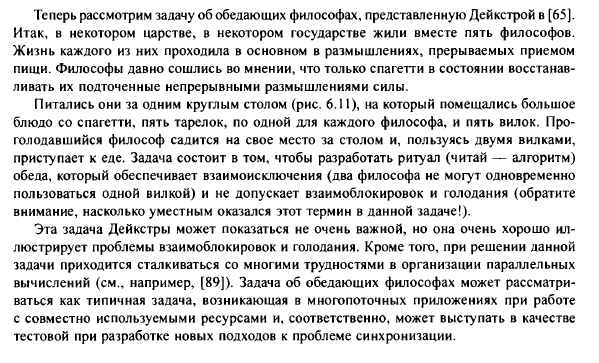 Теперь рассмотрим задачу об обедающих философах, представленную Дейкстрой в [65].
Итак, в некотором царстве, в некотором государстве жили вместе пять философов.
Жизнь каждого из них проходила в основном в размышлениях, прерываемых приемом
пищи. Философы давно сошлись во мнении, что только спагетти в состоянии восстанав-
ливать их подточенные непрерывными размышлениями силы.
Питались они за одним круглым столом (рис. 6.11), на который помещались большое
блюдо со спагетти, пять тарелок, по одной для каждого философа, и пять вилок. Про-
голодавшийся философ садится на свое место за столом и, пользуясь двумя вилками,
приступает к еде. Задача состоит в том, чтобы разработать ритуал (читай — алгоритм)
обеда, который обеспечивает взаимоисключения (два философа не могут одновременно
пользоваться одной вилкой) и не допускает взаимоблокировок и голодания (обратите
внимание, насколько уместным оказался этот термин в данной задаче!).
Эта задача Дейкстры может показаться не очень важной, но она очень хорошо ил-
люстрирует проблемы взаимоблокировок и голодания. Кроме того, при решении данной
задачи приходится сталкиваться со многими трудностями в организации параллельных
вычислений (см., например, [89]). Задача об обедающих философах может рассматри-
ваться как типичная задача, возникающая в многопоточных приложениях при работе
с совместно используемыми ресурсами и, соответственно, может выступать в качестве
тестовой при разработке новых подходов к проблеме синхронизации.